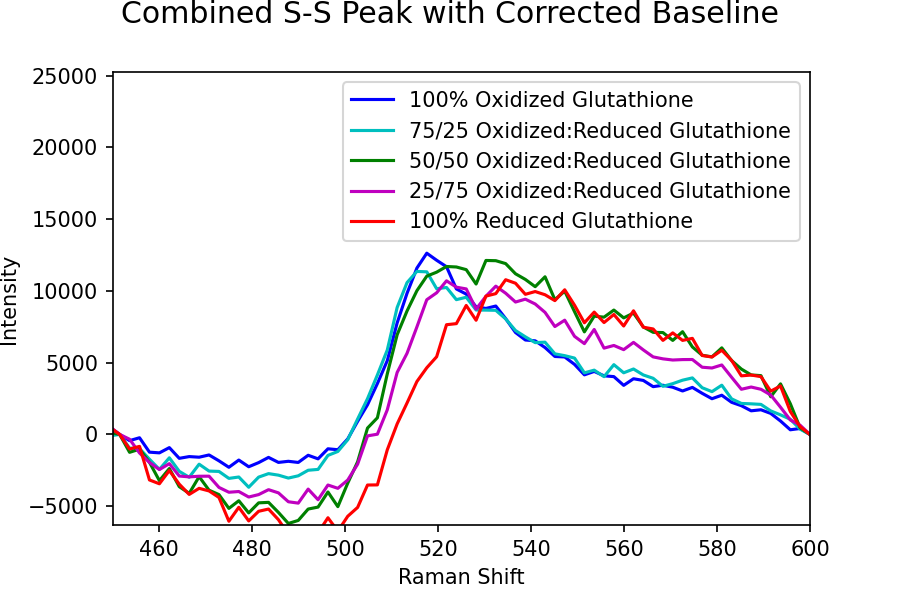 Combined S-S Peak with Corrected Baseline
25000
20000
15000
10000
5000
0
−5000
Intensity
100% Oxidized Glutathione
75/25 Oxidized:Reduced Glutathione
50/50 Oxidized:Reduced Glutathione
25/75 Oxidized:Reduced Glutathione
100% Reduced Glutathione
460 480 500 520 540 560 580 600
Raman Shift